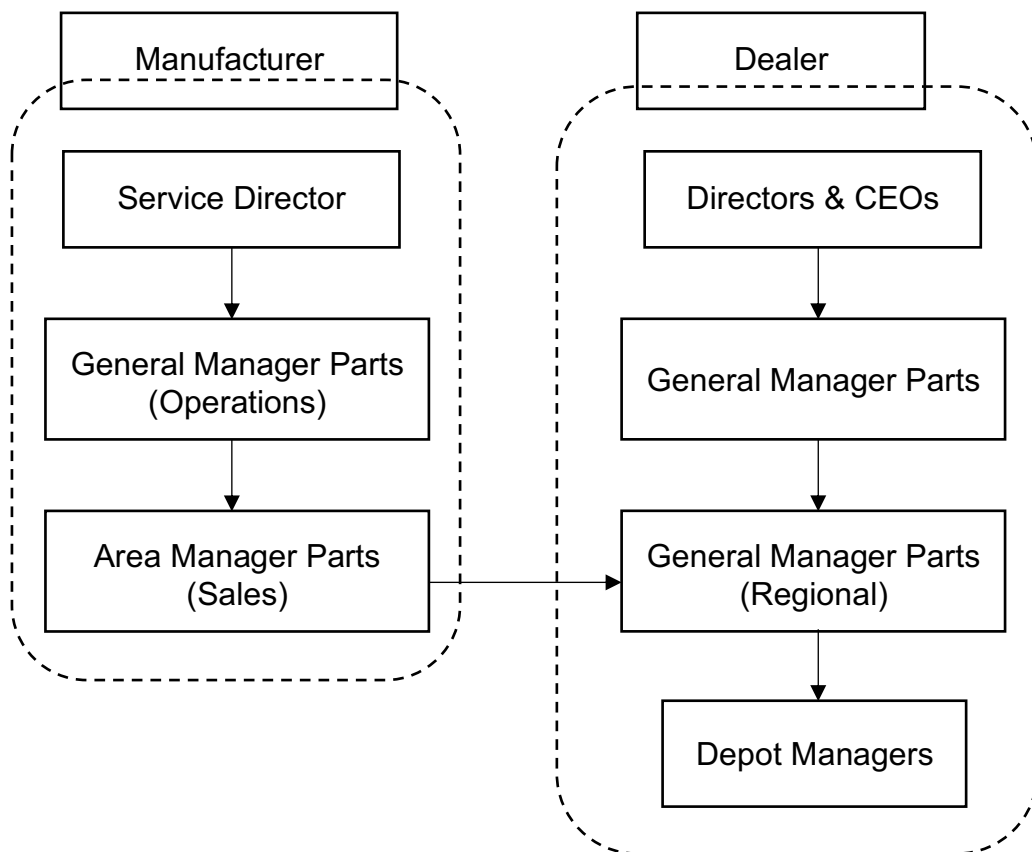 Manufacturer
Service Director
General Manager Parts
(Operations)
Area Manager Parts
(Sales)
Dealer
Directors & CEOs
General Manager Parts
General Manager Parts
(Regional)
Depot Managers